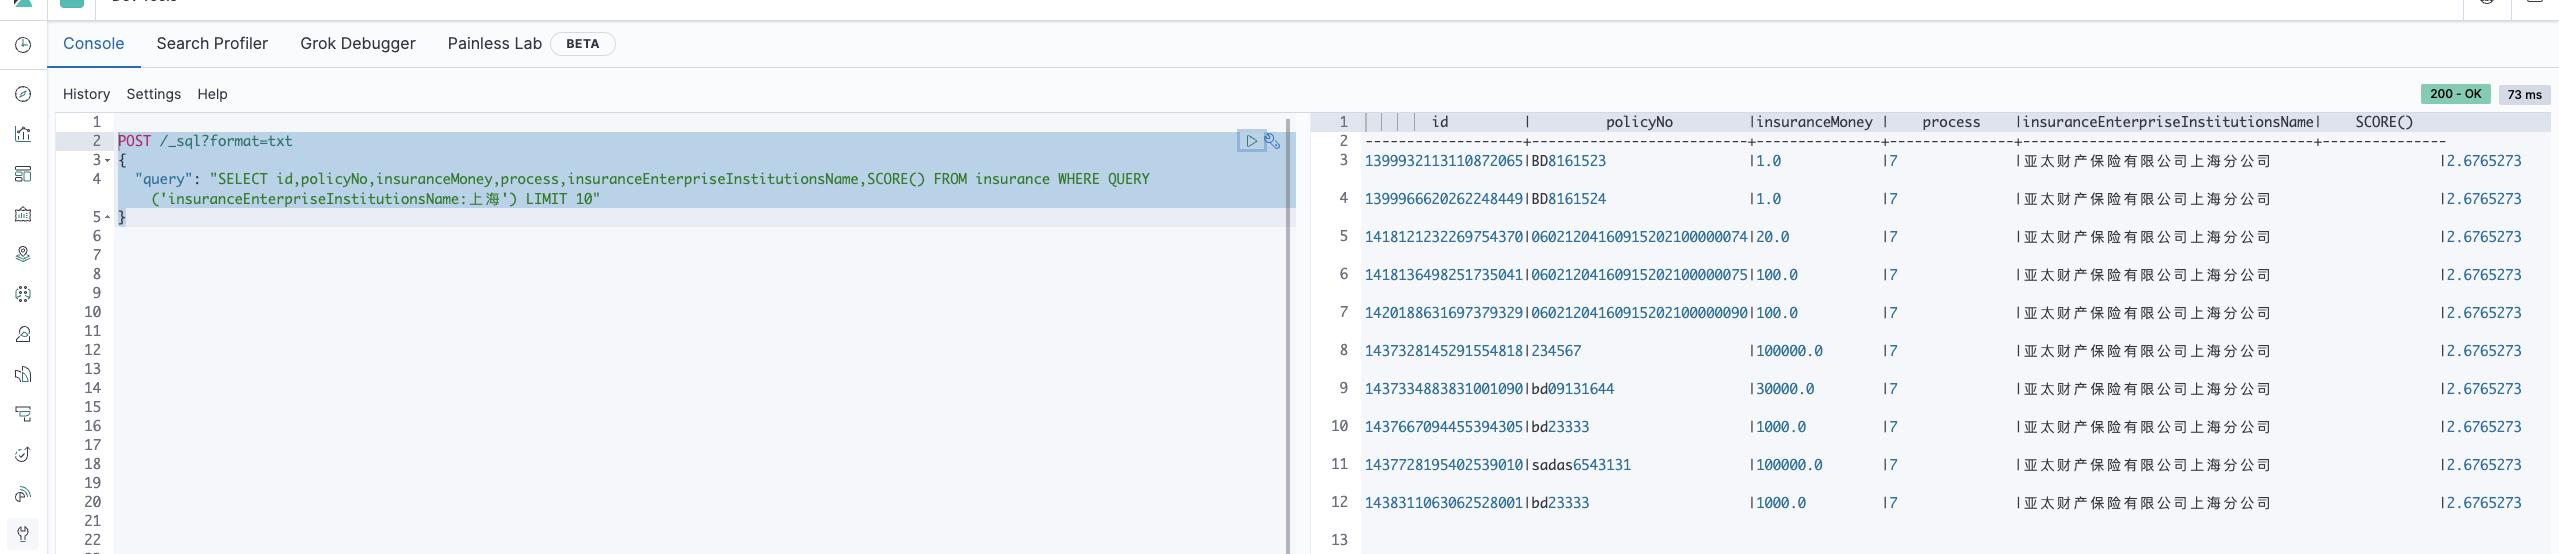 Console Search Profiler Grok Debugger Painless Lab BETA
History Settings Help
200 - OK 73 ms
1
2 POST /_sql?format=txt
3 {
4 "query": "SELECT id,policyNo,insuranceMoney,process,insuranceEnterpriseInstitutionsName,SCORE() FROM insurance WHERE QUERY
('insuranceEnterpriseInstitutionsName:上海') LIMIT 10"
5 }
6
7
8
9
10
11
12
13
14
15
16
17
18
19
20
21
22
1 id | policyNo |insuranceMoney | process |insuranceEnterpriseInstitutionsName| SCORE()
2 -------------------+--------------------------+---------------+---------------+-----------------------------------+---------------
3 1399932113110872065|BD8161523 |1.0 |7 |亚太财产保险有限公司上海分公司 |2.6765273
4 1399966620262248449|BD8161524 |1.0 |7 |亚太财产保险有限公司上海分公司 |2.6765273
5 1418121232269754370|06021204160915202100000074|20.0 |7 |亚太财产保险有限公司上海分公司 |2.6765273
6 1418136498251735041|06021204160915202100000075|100.0 |7 |亚太财产保险有限公司上海分公司 |2.6765273
7 1420188631697379329|06021204160915202100000090|100.0 |7 |亚太财产保险有限公司上海分公司 |2.6765273
8 1437328145291554818|234567 |100000.0 |7 |亚太财产保险有限公司上海分公司 |2.6765273
9 1437334883831001090|bd09131644 |30000.0 |7 |亚太财产保险有限公司上海分公司 |2.6765273
10 1437667094455394305|bd23333 |1000.0 |7 |亚太财产保险有限公司上海分公司 |2.6765273
11 1437728195402539010|sadas6543131 |100000.0 |7 |亚太财产保险有限公司上海分公司 |2.6765273
12 1438311063062528001|bd23333 |1000.0 |7 |亚太财产保险有限公司上海分公司 |2.6765273
13